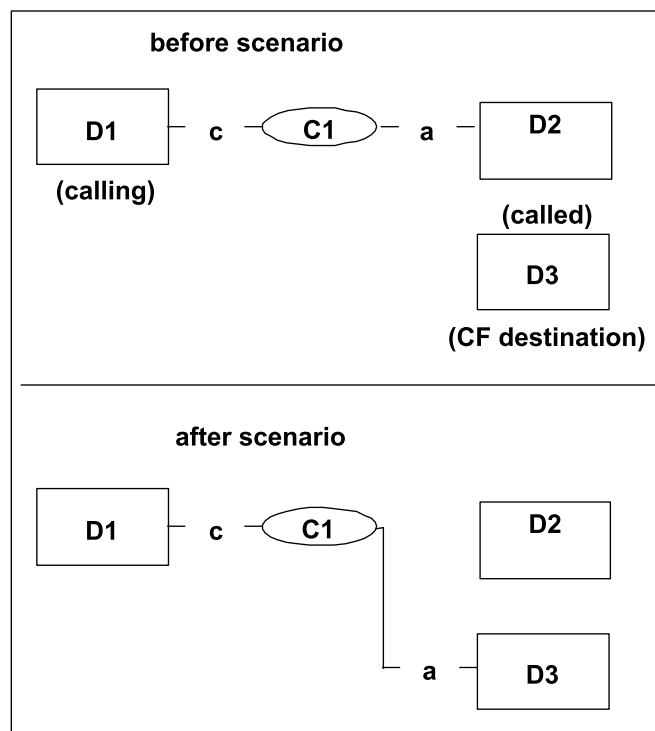 before scenario
D1 c C1 a D2
(calling)
(called)
D3
(CF destination)
after scenario
D1 c C1 D2
a D3